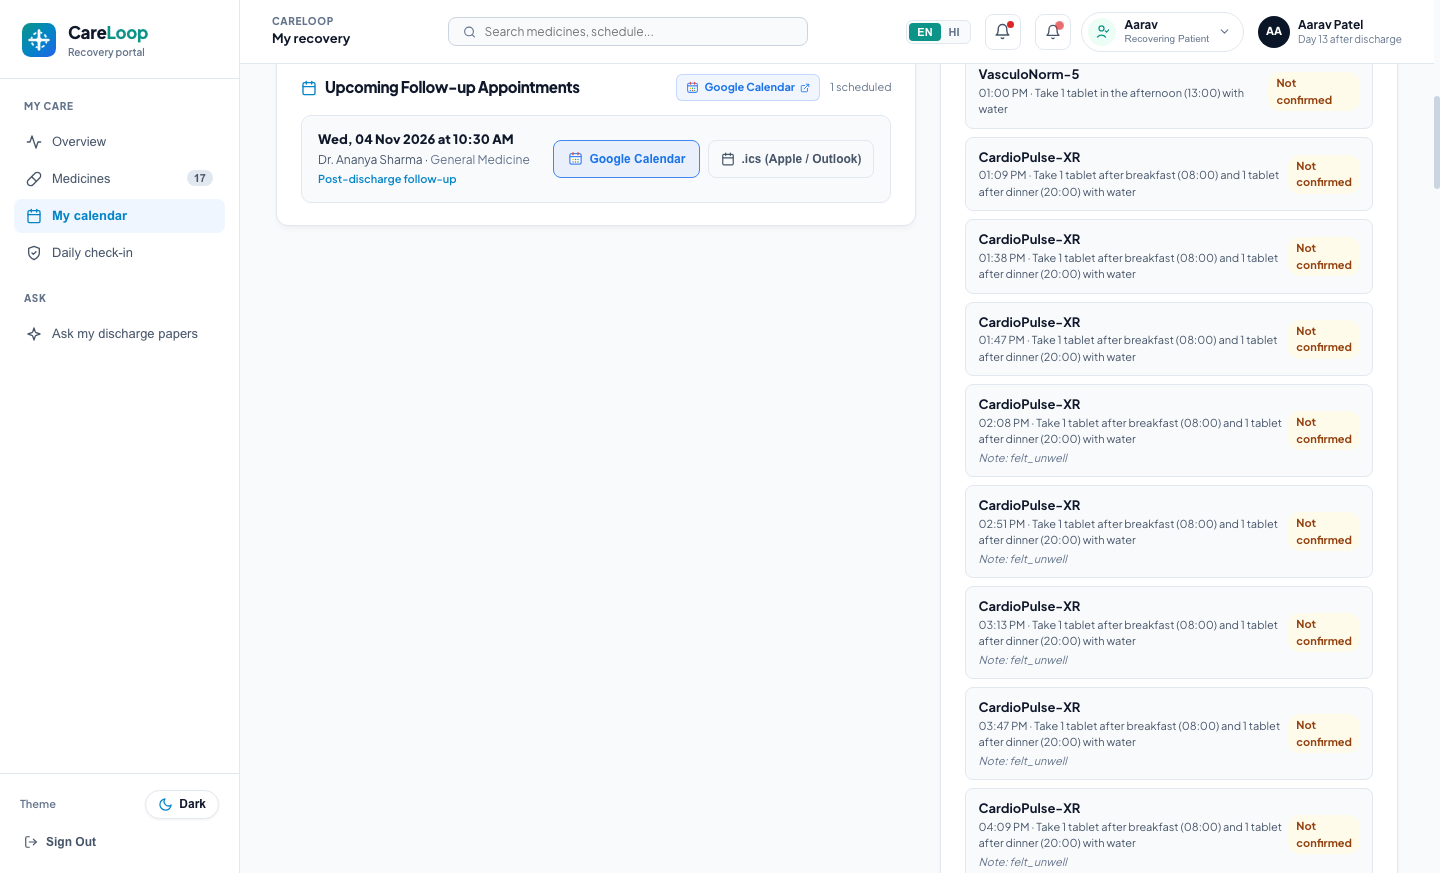 CareLoop
Recovery portal
MY CARE
Overview
Medicines 17
My calendar
Daily check-in
ASK
Ask my discharge papers
Theme
Dark
Sign Out
CARELOOP
My recovery
Search medicines, schedule...
EN HI
Aarav
Recovering Patient
AA
Aarav Patel
Day 13 after discharge
Upcoming Follow-up Appointments
Google Calendar
1 scheduled
Wed, 04 Nov 2026 at 10:30 AM
Dr. Ananya Sharma · General Medicine
Post-discharge follow-up
Google Calendar
.ics (Apple / Outlook)
VasculoNorm-5
01:00 PM · Take 1 tablet in the afternoon (13:00) with
water
Not
confirmed
CardioPulse-XR
01:09 PM · Take 1 tablet after breakfast (08:00) and 1 tablet
after dinner (20:00) with water
Not
confirmed
CardioPulse-XR
01:38 PM · Take 1 tablet after breakfast (08:00) and 1 tablet
after dinner (20:00) with water
Not
confirmed
CardioPulse-XR
01:47 PM · Take 1 tablet after breakfast (08:00) and 1 tablet
after dinner (20:00) with water
Not
confirmed
CardioPulse-XR
02:08 PM · Take 1 tablet after breakfast (08:00) and 1 tablet
after dinner (20:00) with water
Note: felt_unwell
Not
confirmed
CardioPulse-XR
02:51 PM · Take 1 tablet after breakfast (08:00) and 1 tablet
after dinner (20:00) with water
Note: felt_unwell
Not
confirmed
CardioPulse-XR
03:13 PM · Take 1 tablet after breakfast (08:00) and 1 tablet
after dinner (20:00) with water
Note: felt_unwell
Not
confirmed
CardioPulse-XR
03:47 PM · Take 1 tablet after breakfast (08:00) and 1 tablet
after dinner (20:00) with water
Note: felt_unwell
Not
confirmed
CardioPulse-XR
04:09 PM · Take 1 tablet after breakfast (08:00) and 1 tablet
after dinner (20:00) with water
Note: felt_unwell
Not
confirmed